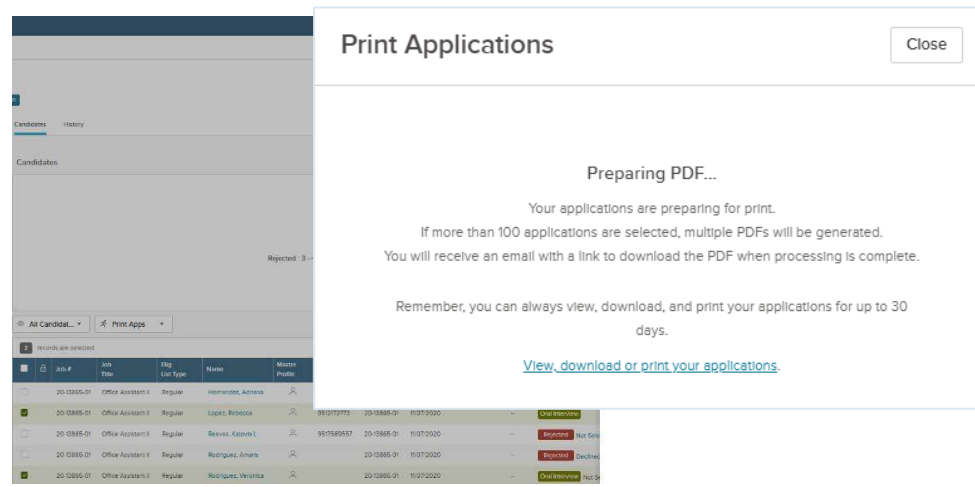 Print Applications
Close
Preparing PDF...
Your applications are preparing for print.
If more than 100 applications are selected, multiple PDFs will be generated.
You will receive an email with a link to download the PDF when processing is complete.
Remember, you can always view, download, and print your applications for up to 30
days.
View, download or print your applications.
Candidates History
Candidates
Rejected : 3
All Candidat... Print Apps
2 records are selected
Job # Job Title Elig List Type Name Master Profile
20-13865-01 Office Assistant II Regular Hernandez, Adriana
20-13865-01 Office Assistant II Regular Lopez, Rebecca 9512172773 20-13865-01 11/07/2020 -- Oral Interview
20-13865-01 Office Assistant II Regular Reeves, 9517569557 20-13865-01 11/07/2020 -- Rejected Not Sele
20-13865-01 Office Assistant II Regular Rodriguez, Amaris 20-13865-01 11/07/2020 -- Rejected Declined
20-13865-01 Office Assistant II Regular Rodriguez, Veronica 20-13865-01 11/07/2020 -- Oral Interview Not Se